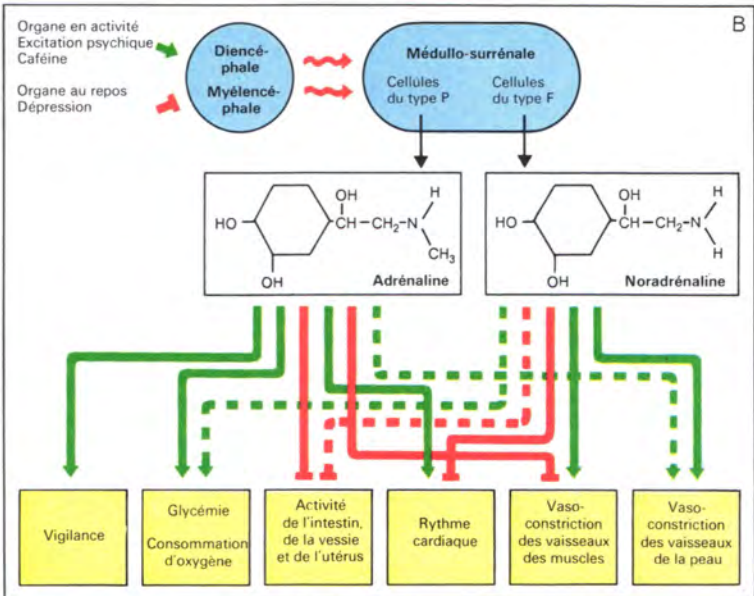 B
Organe en activité
Excitation psychique
Caféine
Organe au repos
Dépression
Diencé-
phale
Myélencé-
phale
Médullo-surrénale
Cellules
du type P
Cellules
du type F
HO
OH
OH
CH
CH₂
N
H
CH₃
Adrénaline
HO
OH
OH
CH
CH₂
N
H
H
Noradrénaline
Vigilance
Glycémie
Consommation
d'oxygène
Activité
de l'intestin,
de la vessie
et de l'utérus
Rythme
cardiaque
Vaso-
constriction
des vaisseaux
des muscles
Vaso-
constriction
des vaisseaux
de la peau